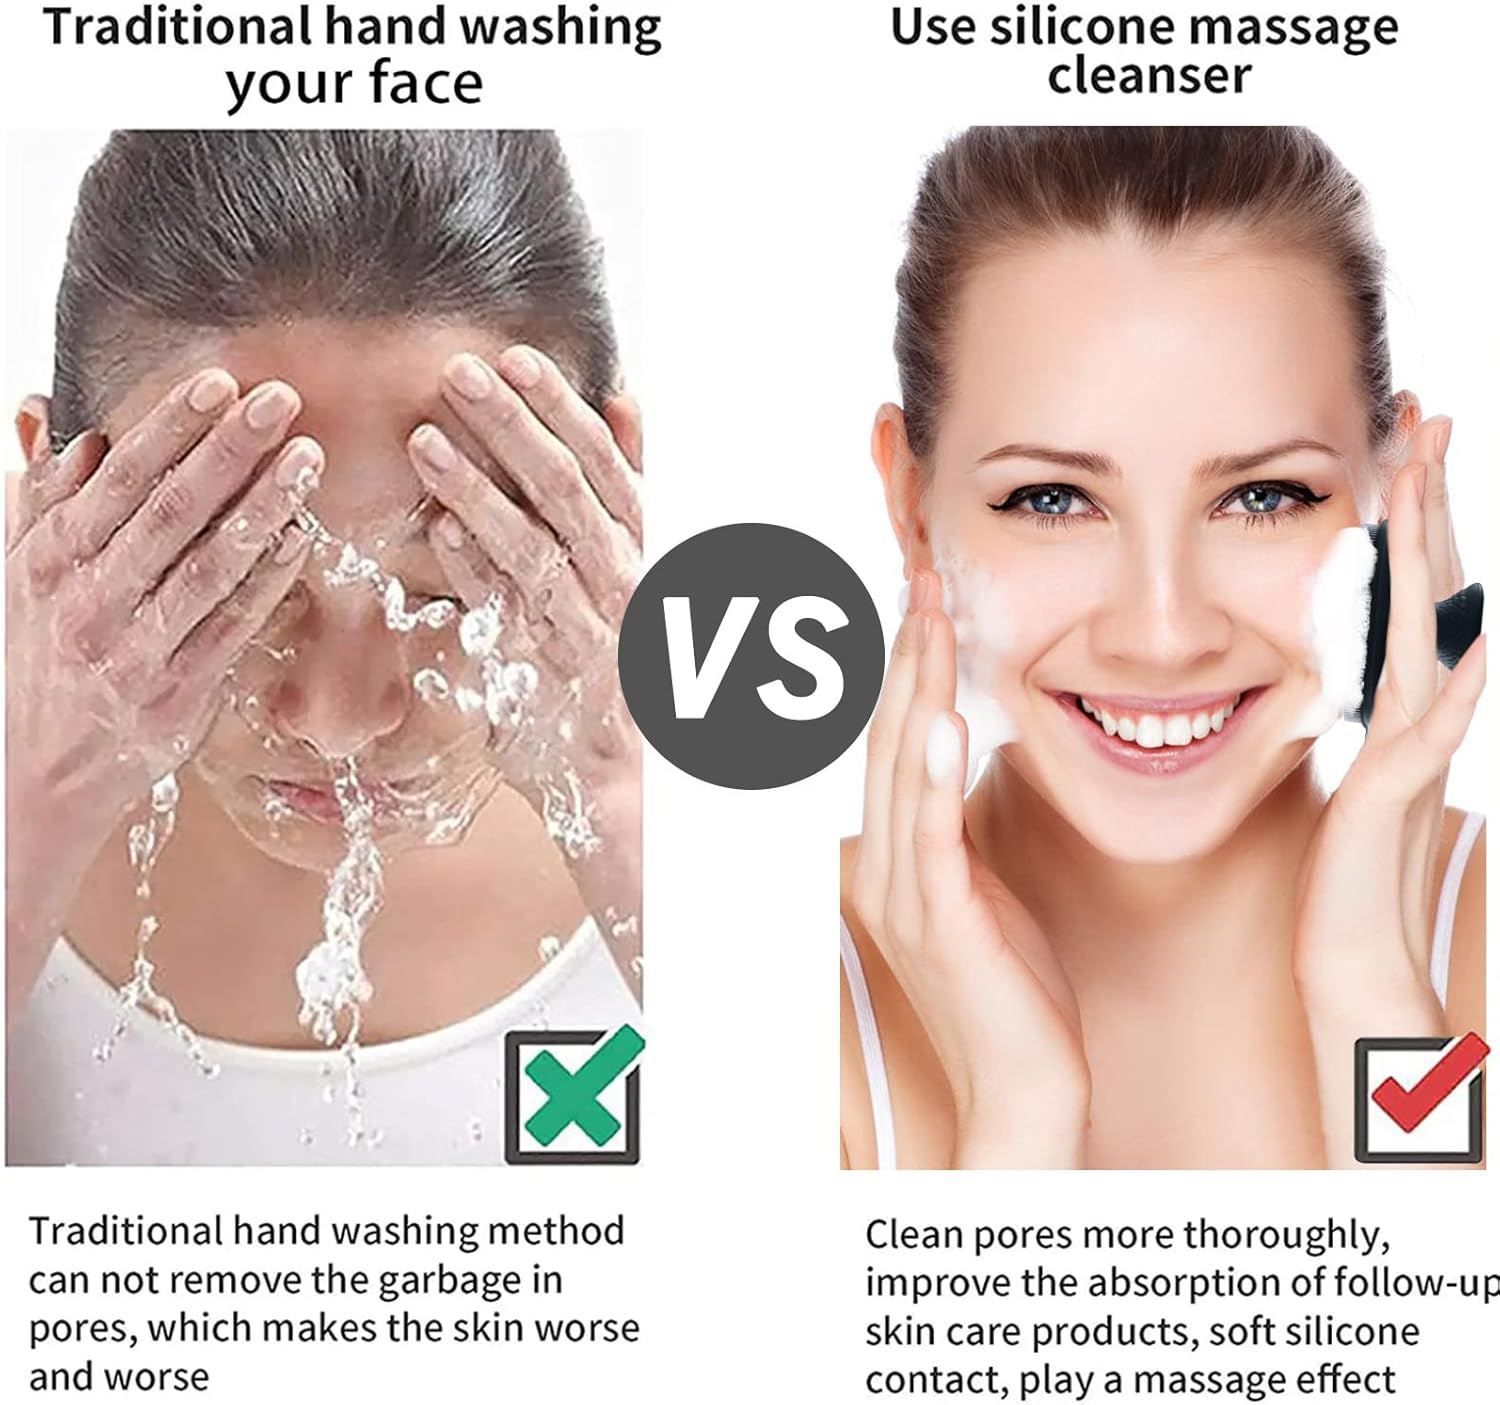 Traditional hand washing
your face
Use silicone massage
cleanser
VS
Traditional hand washing method
can not remove the garbage in
pores, which makes the skin worse
and worse
Clean pores more thoroughly,
improve the absorption of follow-up
skin care products, soft silicone
contact, play a massage effect